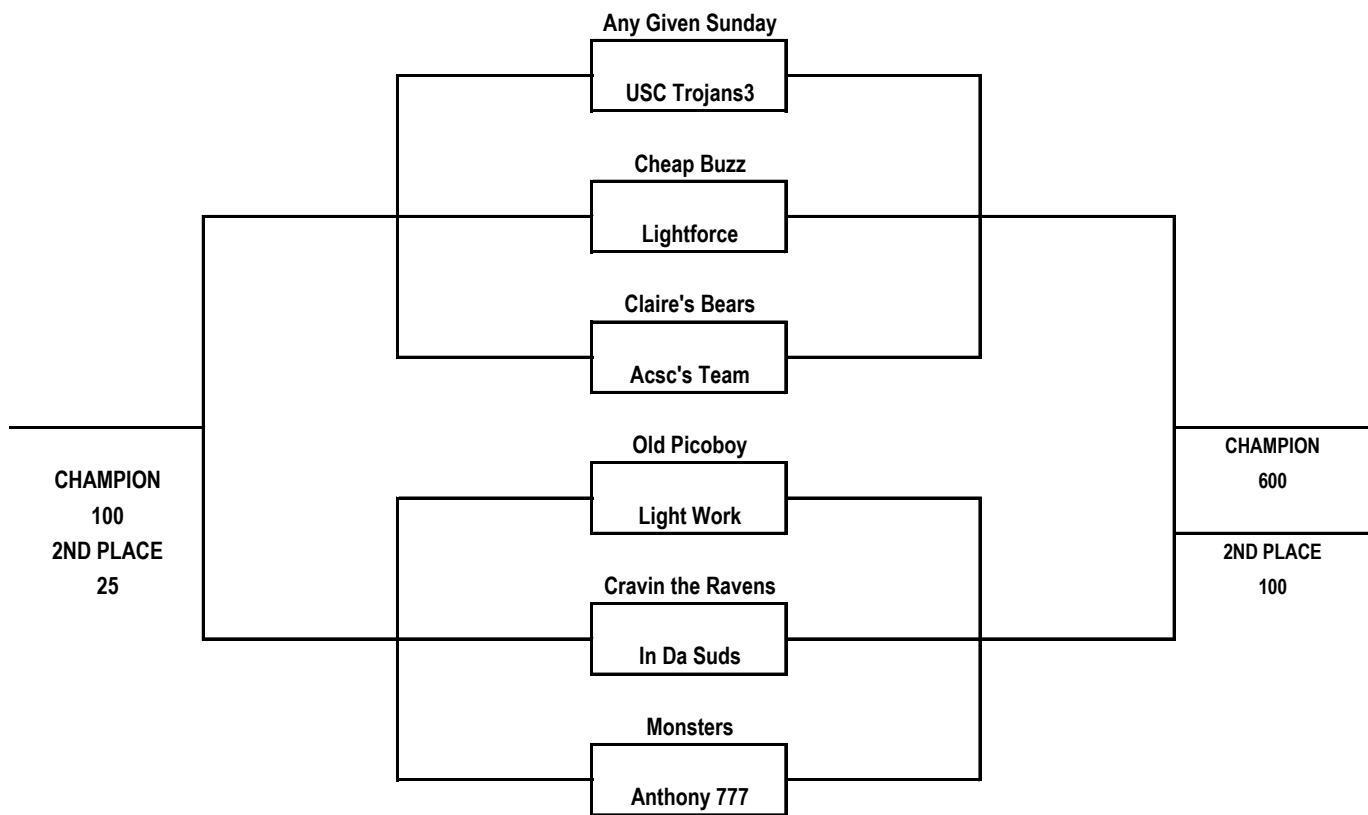 Any Given Sunday
USC Trojans3
Cheap Buzz
Lightforce
Claire's Bears
Acsc's Team
Old Picoboy
Light Work
Cravin the Ravens
In Da Suds
Monsters
Anthony 777
CHAMPION
100
2ND PLACE
25
CHAMPION
600
2ND PLACE
100